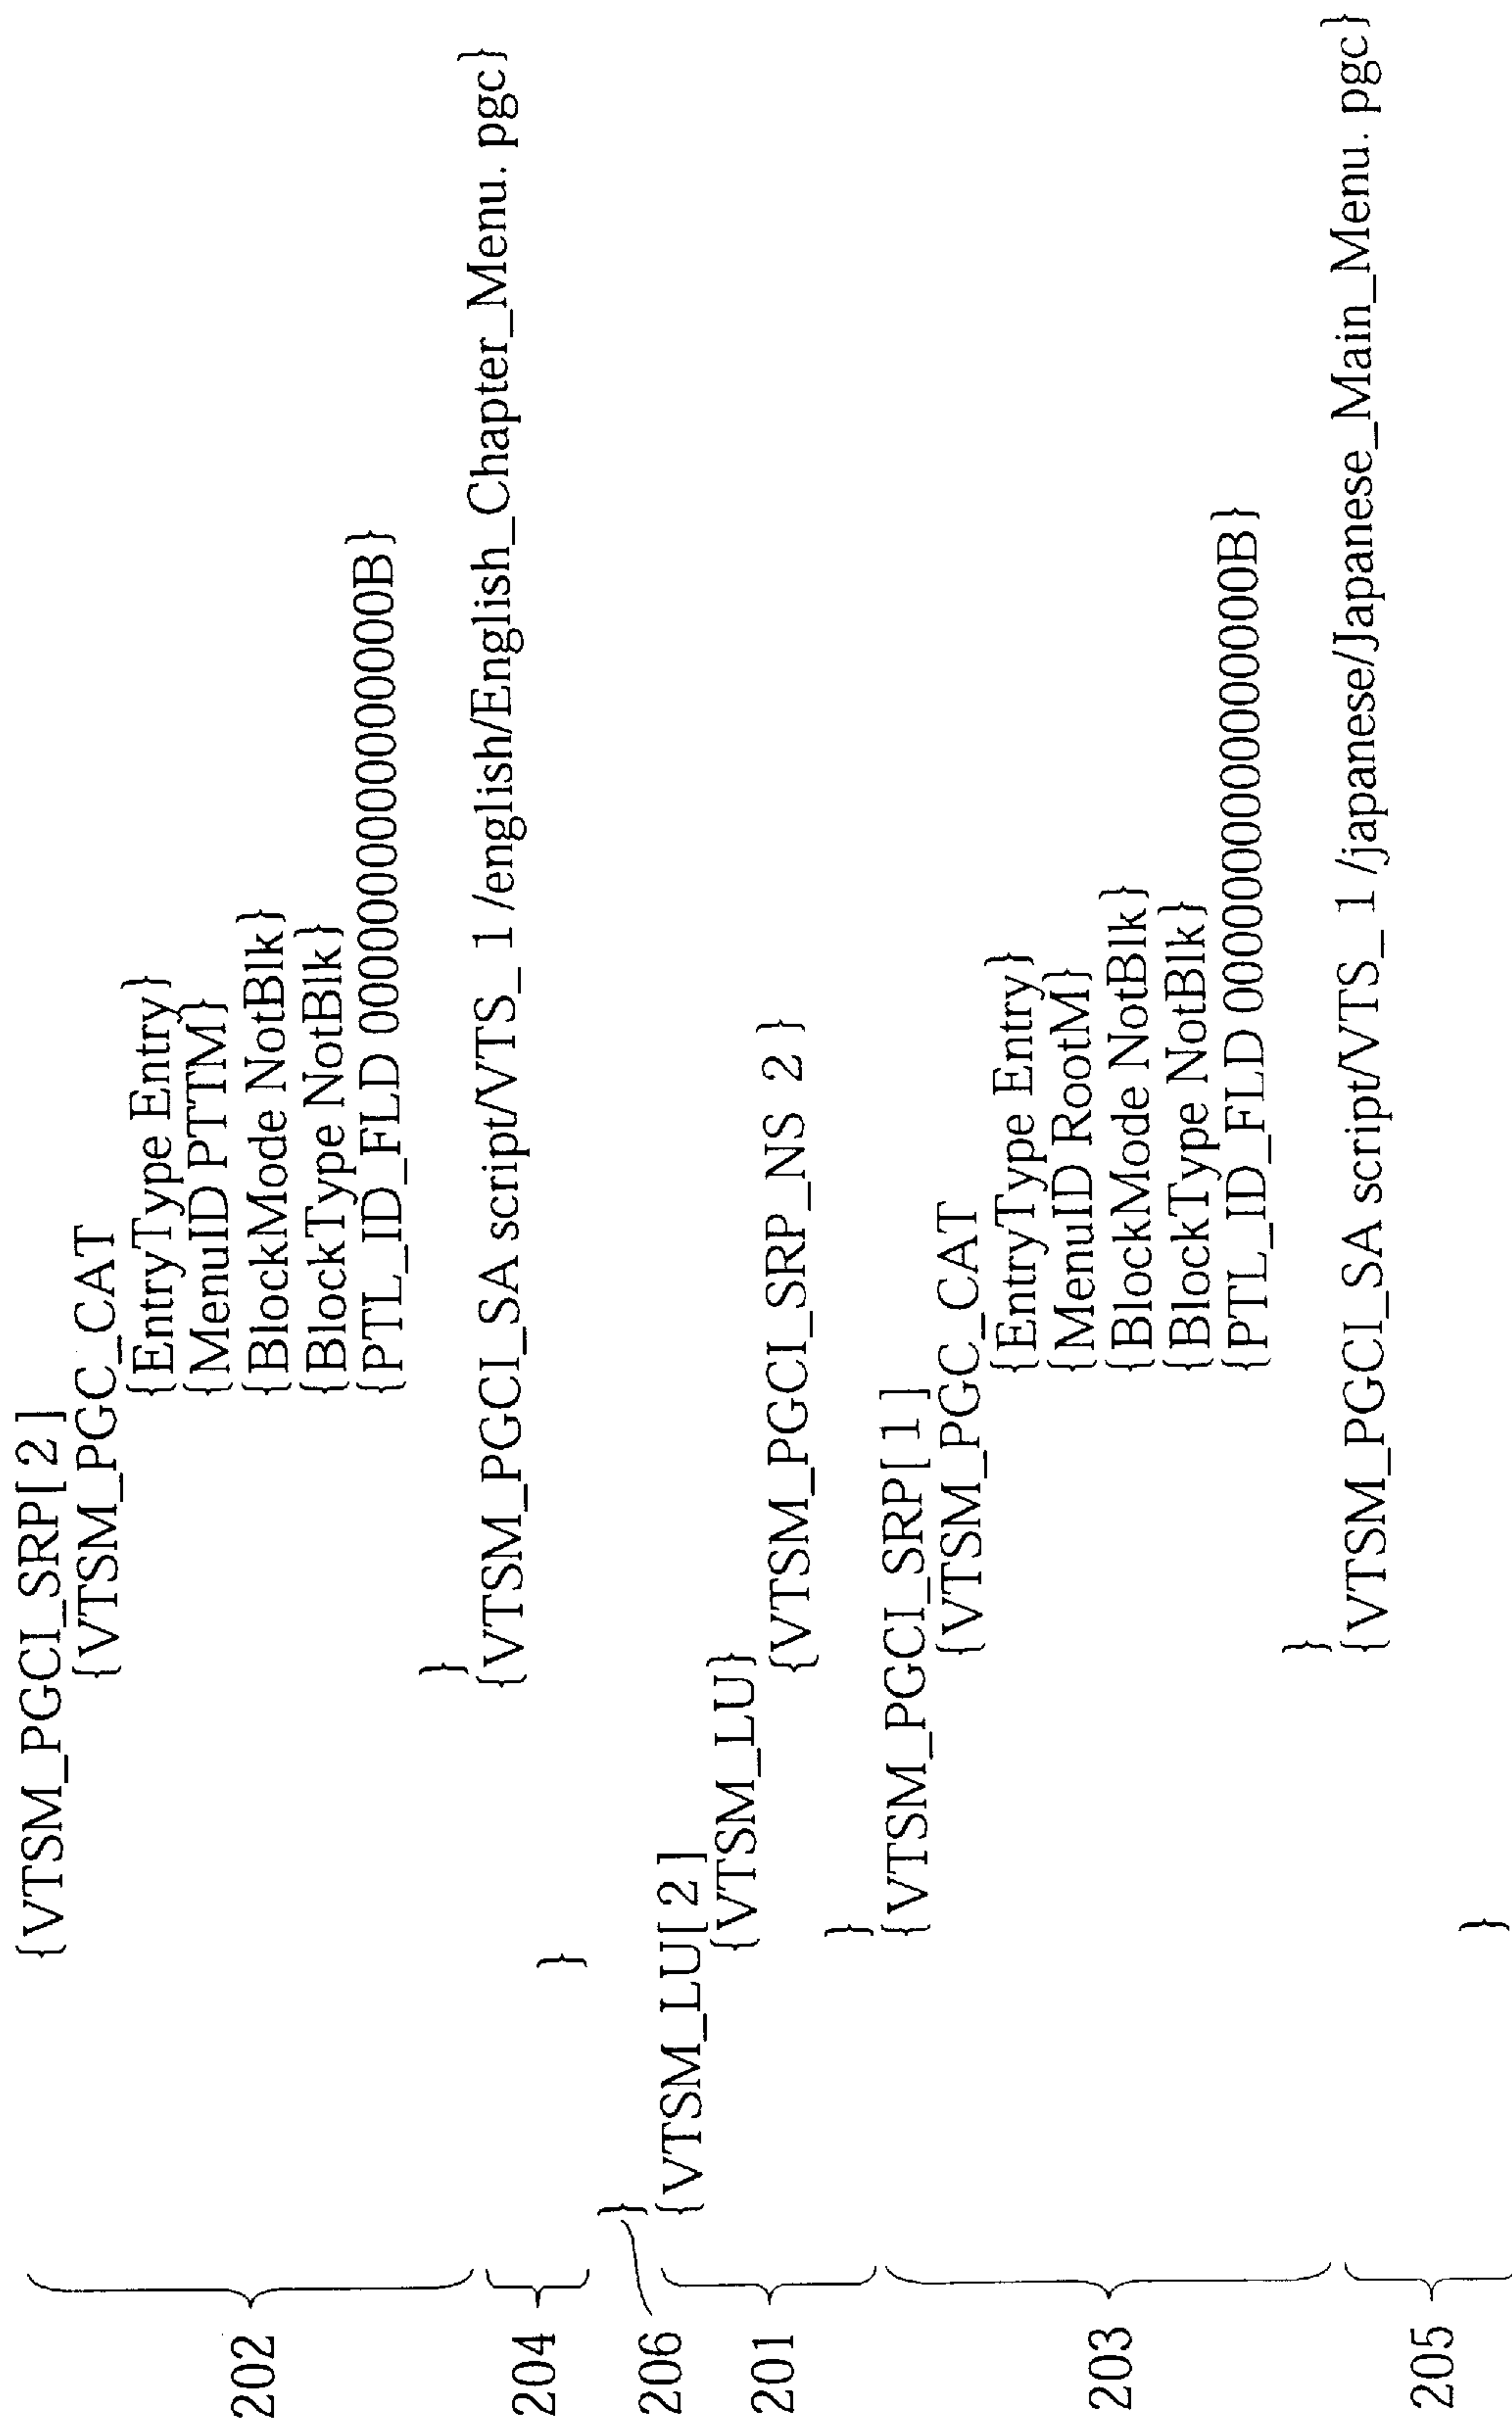 {VTSM_PGCI_SRP[2]
{VTSM_PGC_CAT
{EntryType Entry}
{MenuID PTTM}
202 {BlockMode NotBlk}
{BlockType NotBlk}
{PTL_ID_FLD 0000000000000000B}
}
{VTSM_PGCI_SA script/VTS_1/english/English_Chapter_Menu.pgc}
204 }
206 }
{VTSM_LU[2]
{VTSM_LU}
201 {VTSM_PGCI_SRP_NS 2}
}
{VTSM_PGCI_SRP[1]
{VTSM_PGC_CAT
{EntryType Entry}
{MenuID RootM}
203 {BlockMode NotBlk}
{BlockType NotBlk}
{PTL_ID_FLD 0000000000000000B}
}
{VTSM_PGCI_SA script/VTS_1/japanese/Japanese_Main_Menu.pgc}
205 }